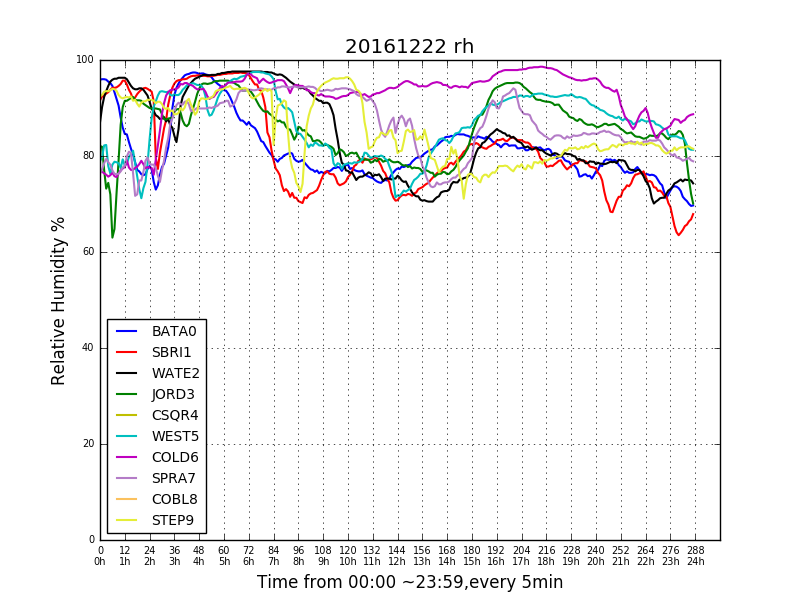 20161222 rh
100
80
60
40
20
0
Relative Humidity %
BATA0
SBRI1
WATE2
JORD3
CSQR4
WEST5
COLD6
SPRA7
COBL8
STEP9
0 12 24 36 48 60 72 84 96 108 120 132 144 156 168 180 192 204 216 228 240 252 264 276 288
0h 1h 2h 3h 4h 5h 6h 7h 8h 9h 10h 11h 12h 13h 14h 15h 16h 17h 18h 19h 20h 21h 22h 23h 24h
Time from 00:00 ~23:59,every 5min